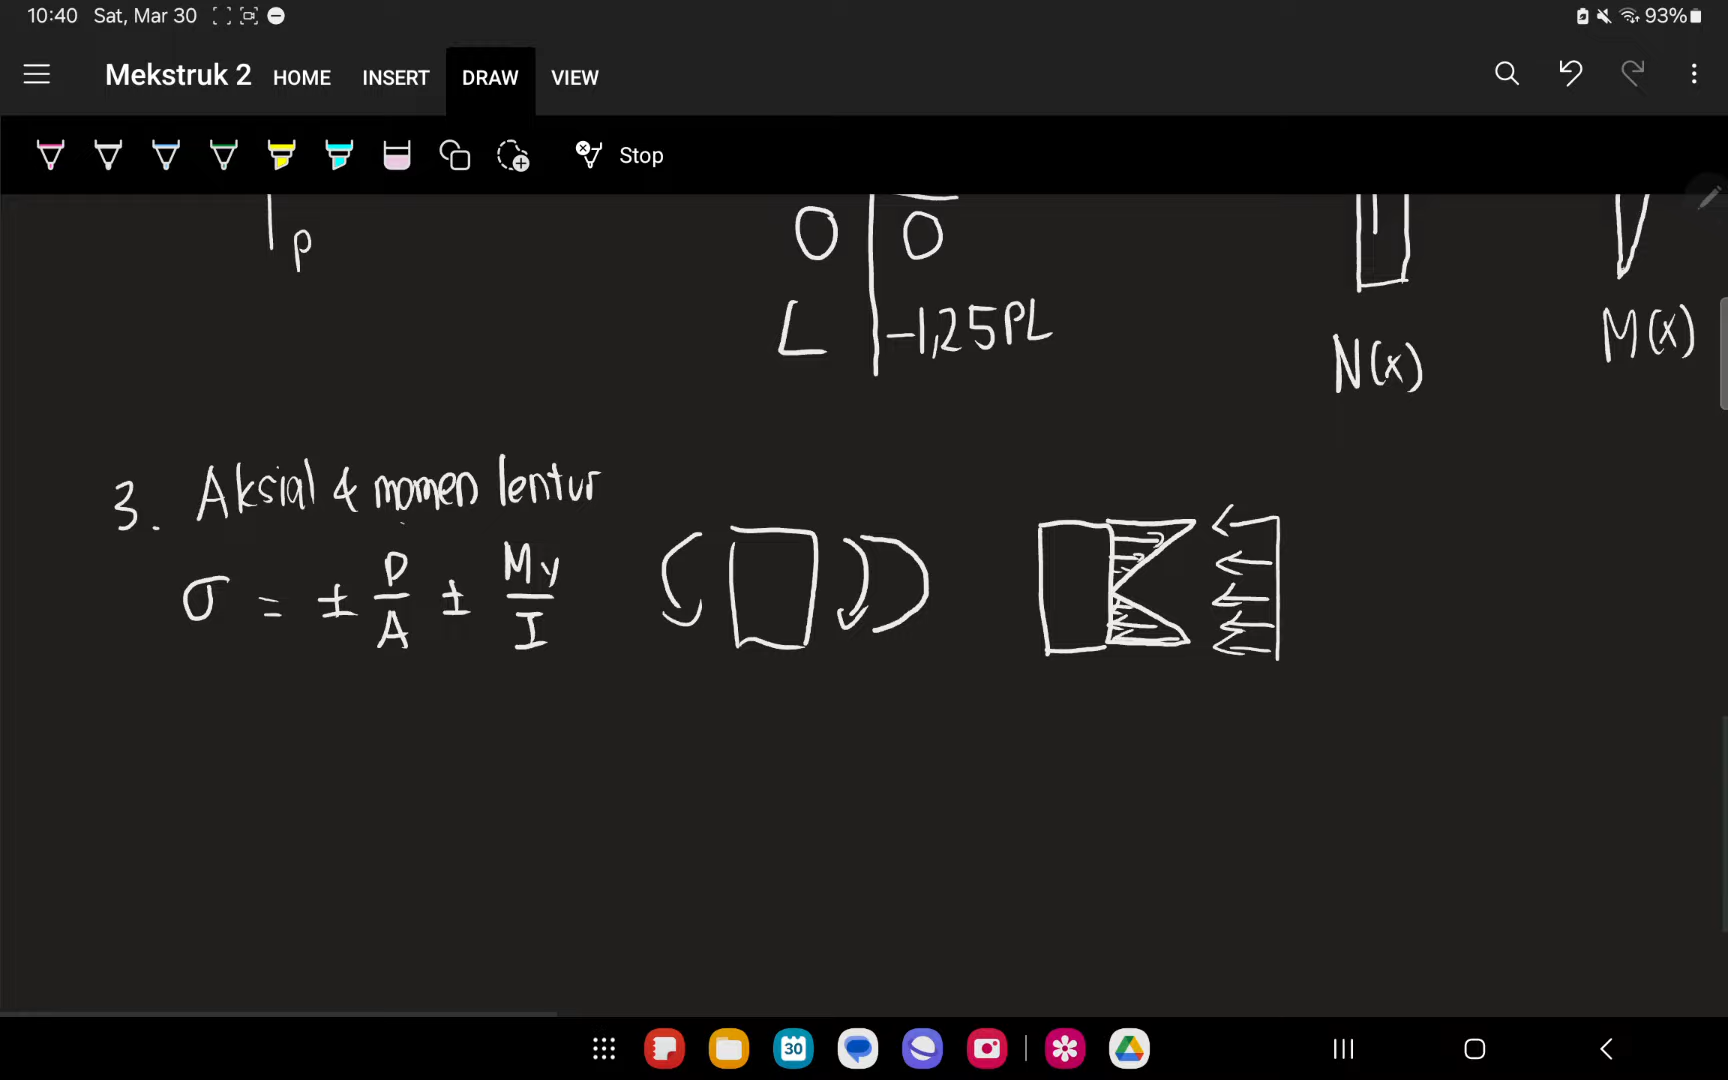 10:40 Sat, Mar 30
93%
Mekstruk 2 HOME INSERT DRAW VIEW
Stop
P
0 0
L -1,25PL
N(x)
M(x)
3. Aksial & momen lentur
σ = ± P/A ± My/I
30